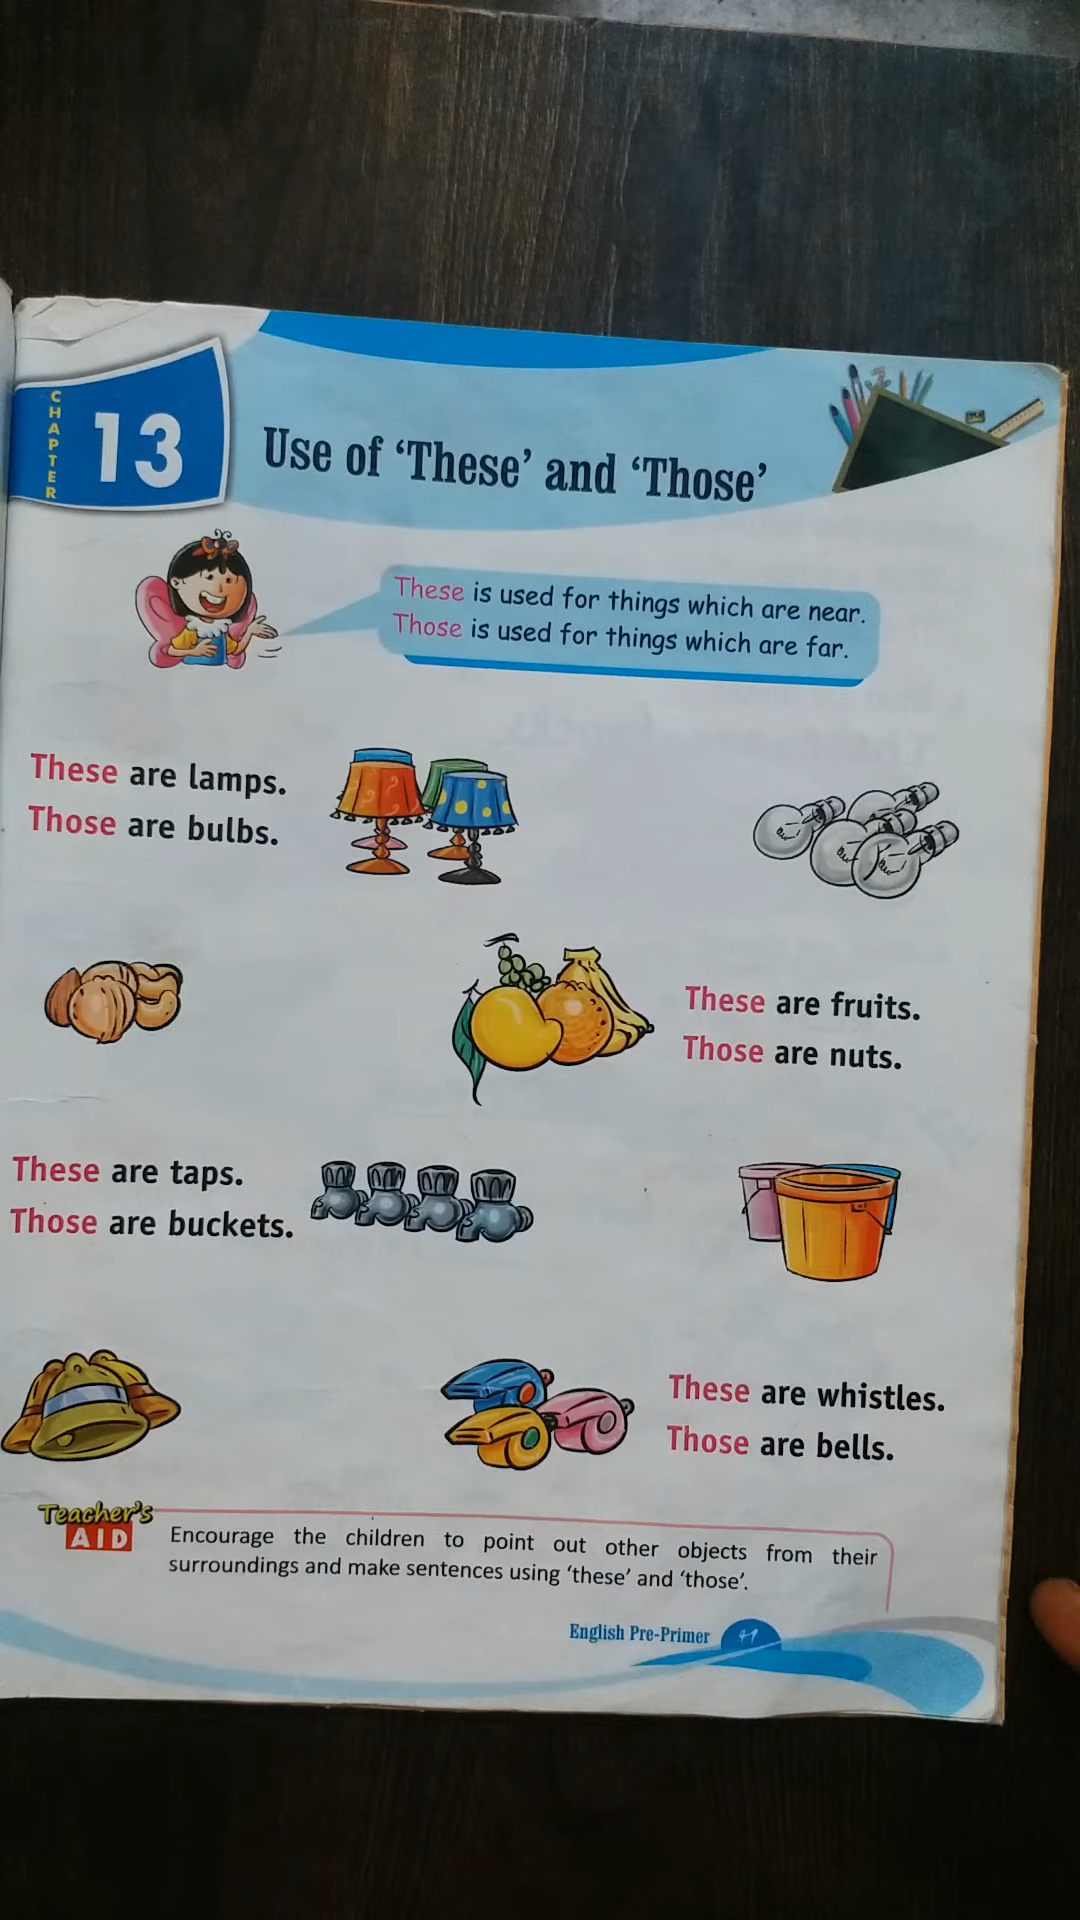 CHAPTER
13
Use of ‘These’ and ‘Those’
These is used for things which are near.
Those is used for things which are far.
These are lamps.
Those are bulbs.
These are fruits.
Those are nuts.
These are taps.
Those are buckets.
These are whistles.
Those are bells.
Teacher's
AID
Encourage the children to point out other objects from their
surroundings and make sentences using ‘these’ and ‘those’.
English Pre-Primer